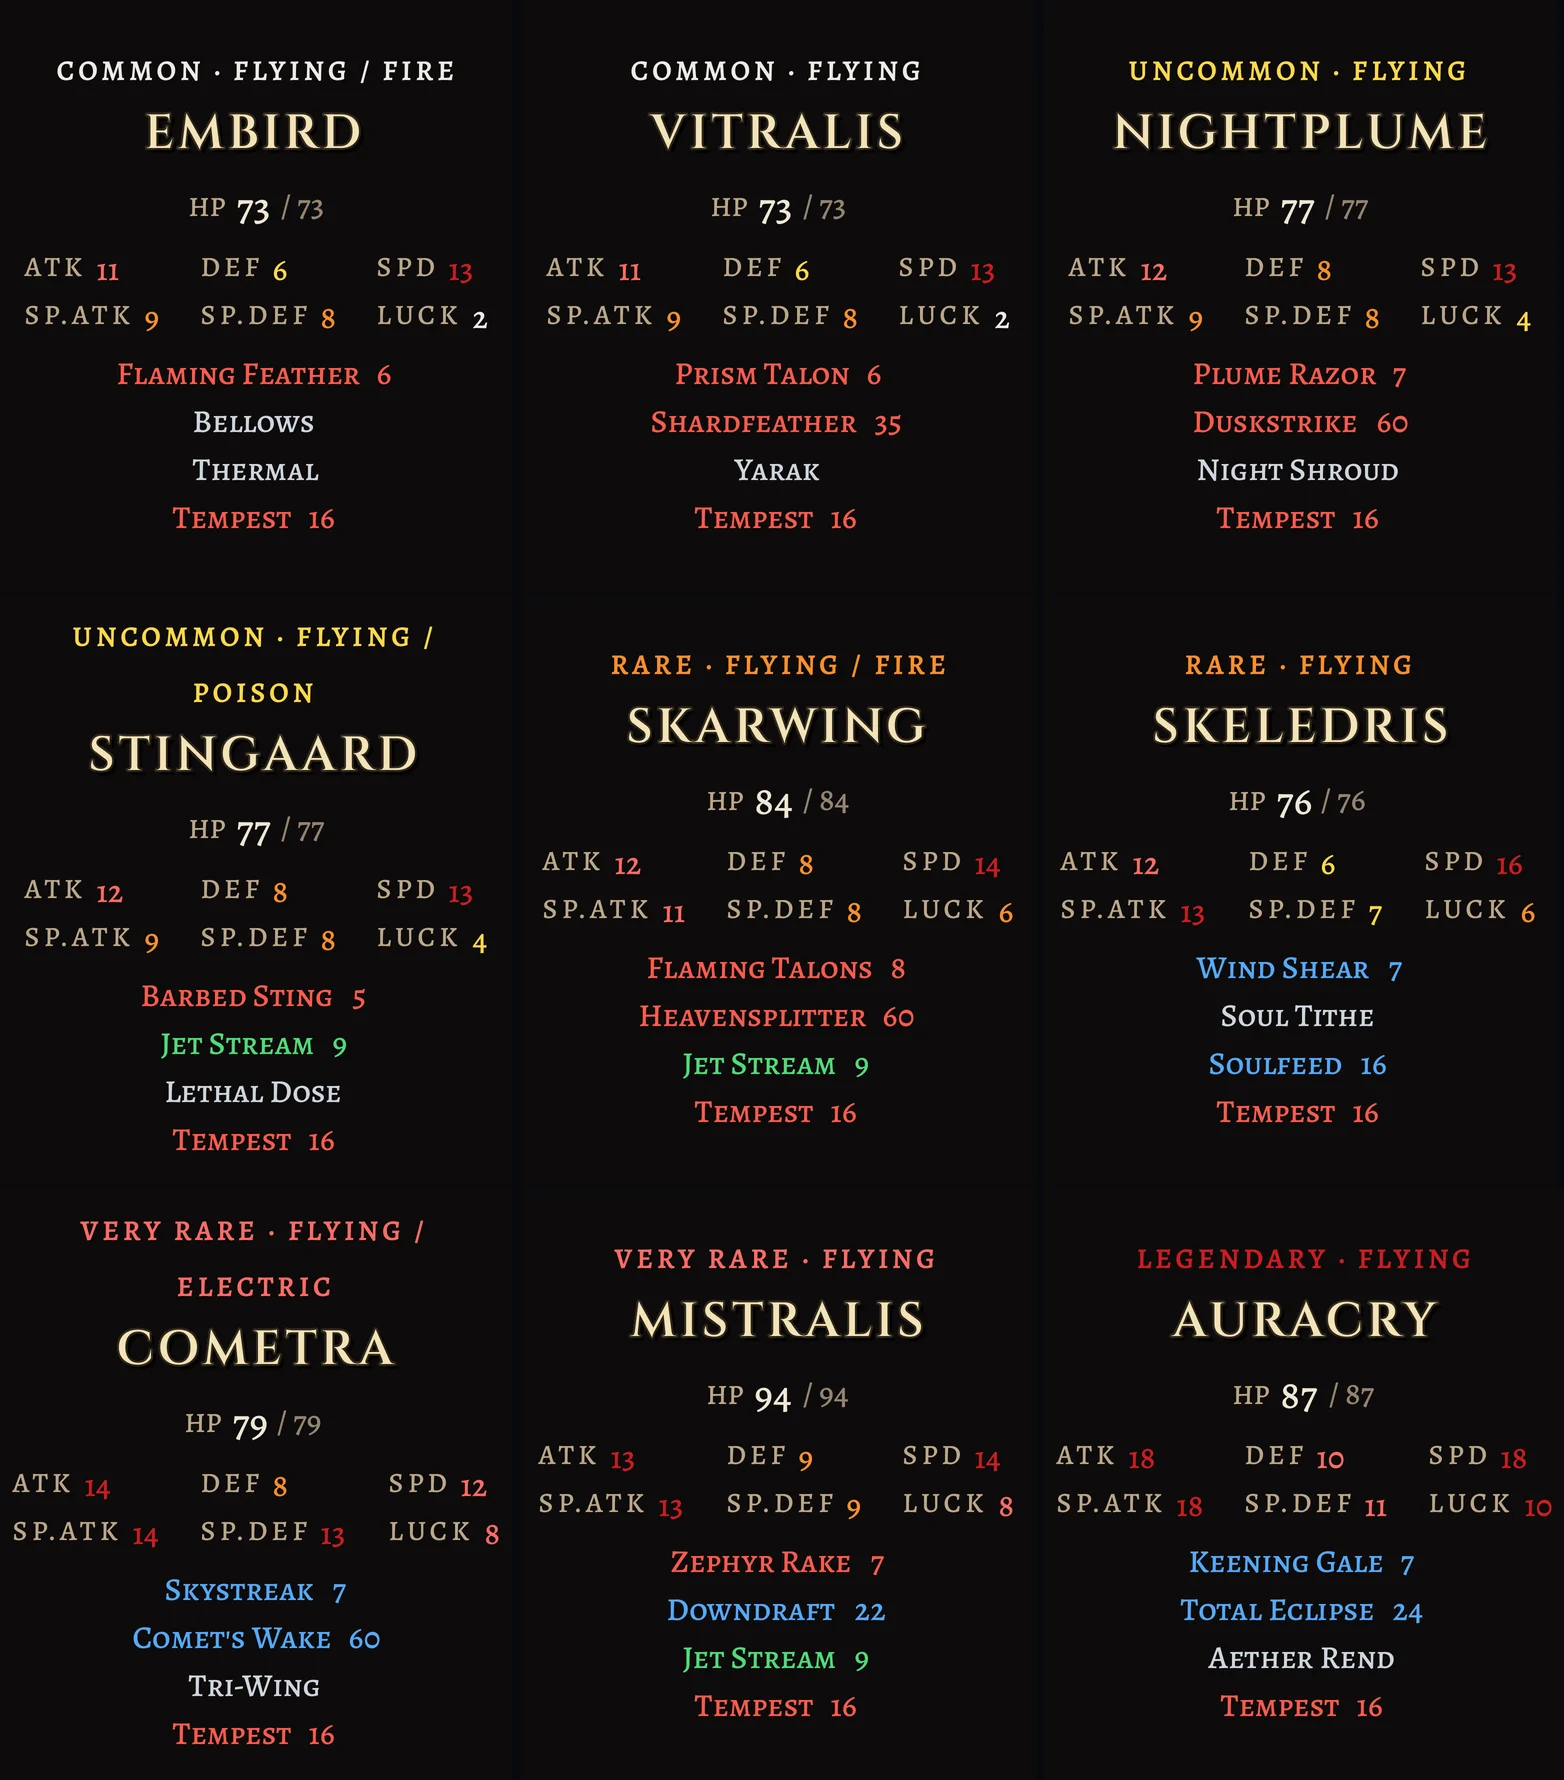 COMMON · FLYING / FIRE
EMBIRD
HP 73 / 73
ATK 11 DEF 6 SPD 13
SP.ATK 9 SP.DEF 8 LUCK 2
Flaming Feather 6
Bellows
Thermal
Tempest 16
COMMON · FLYING
VITRALIS
HP 73 / 73
ATK 11 DEF 6 SPD 13
SP.ATK 9 SP.DEF 8 LUCK 2
Prism Talon 6
Shardfeather 35
Yarak
Tempest 16
UNCOMMON · FLYING
NIGHTPLUME
HP 77 / 77
ATK 12 DEF 8 SPD 13
SP.ATK 9 SP.DEF 8 LUCK 4
Plume Razor 7
Duskstrike 60
Night Shroud
Tempest 16
UNCOMMON · FLYING /
POISON
STINGAARD
HP 77 / 77
ATK 12 DEF 8 SPD 13
SP.ATK 9 SP.DEF 8 LUCK 4
Barbed Sting 5
Jet Stream 9
Lethal Dose
Tempest 16
RARE · FLYING / FIRE
SKARWING
HP 84 / 84
ATK 12 DEF 8 SPD 14
SP.ATK 11 SP.DEF 8 LUCK 6
Flaming Talons 8
Heavensplitter 60
Jet Stream 9
Tempest 16
RARE · FLYING
SKELEDRIS
HP 76 / 76
ATK 12 DEF 6 SPD 16
SP.ATK 13 SP.DEF 7 LUCK 6
Wind Shear 7
Soul Tithe
Soulfeed 16
Tempest 16
VERY RARE · FLYING /
ELECTRIC
COMETRA
HP 79 / 79
ATK 14 DEF 8 SPD 12
SP.ATK 14 SP.DEF 13 LUCK 8
Skystreak 7
Comet's Wake 60
Tri-Wing
Tempest 16
VERY RARE · FLYING
MISTRALIS
HP 94 / 94
ATK 13 DEF 9 SPD 14
SP.ATK 13 SP.DEF 9 LUCK 8
Zephyr Rake 7
Downdraft 22
Jet Stream 9
Tempest 16
LEGENDARY · FLYING
AURACRY
HP 87 / 87
ATK 18 DEF 10 SPD 18
SP.ATK 18 SP.DEF 11 LUCK 10
Keening Gale 7
Total Eclipse 24
Aether Rend
Tempest 16